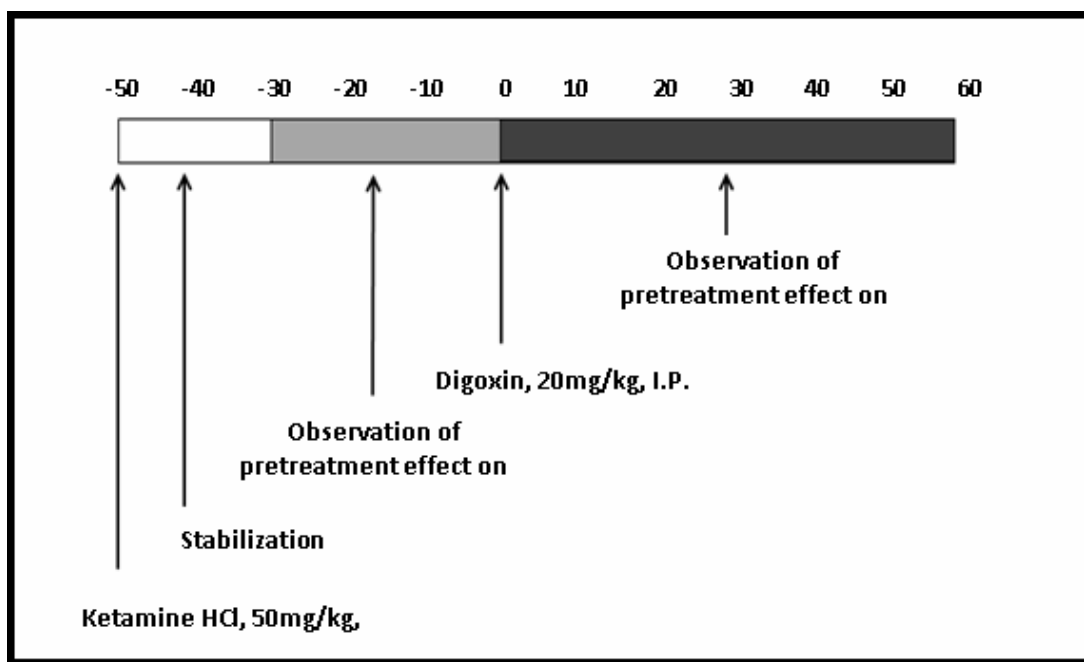 -50 -40 -30 -20 -10 0 10 20 30 40 50 60
Observation of
pretreatment effect on
Digoxin, 20mg/kg, I.P.
Observation of
pretreatment effect on
Stabilization
Ketamine HCl, 50mg/kg,